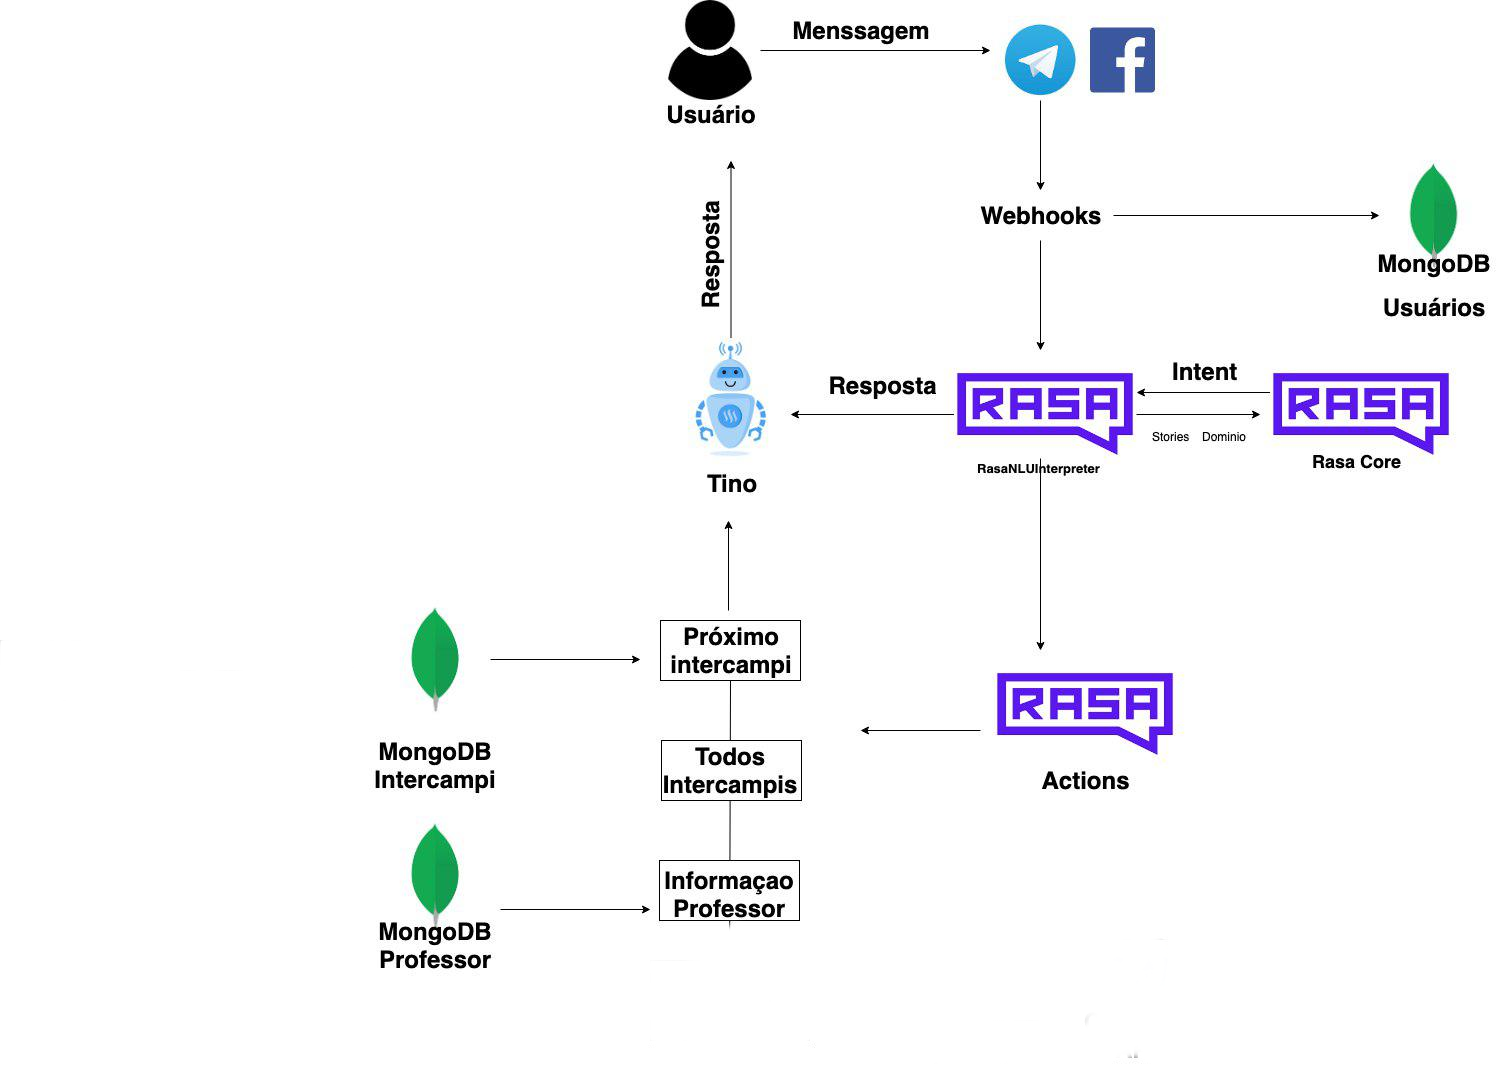 Menssagem
Usuário
Webhooks
MongoDB
Usuários
Resposta
Resposta
RASA
Intent
RASA
Stories Dominio
RasaNLUInterpreter
Rasa Core
Tino
Próximo
intercampi
RASA
MongoDB
Intercampi
Todos
Intercampis
Actions
Informaçao
Professor
MongoDB
Professor